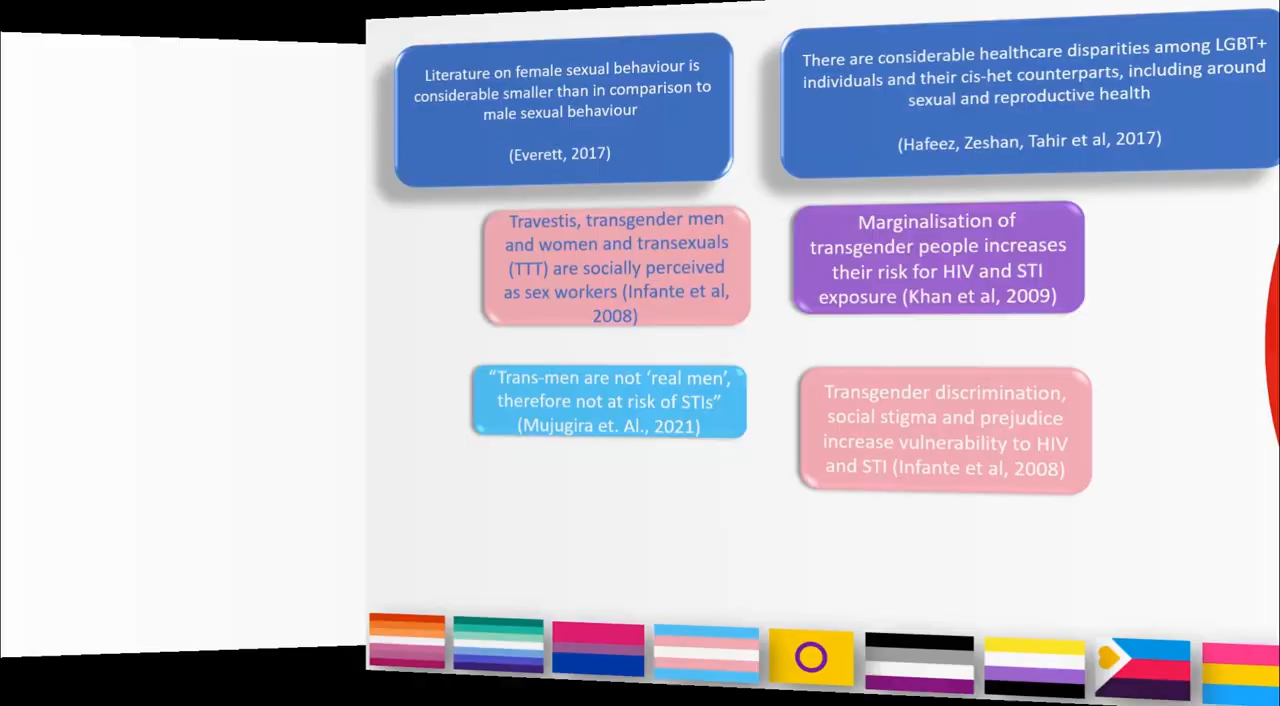 Literature on female sexual behaviour is
considerable smaller than in comparison to
male sexual behaviour
(Everett, 2017)
There are considerable healthcare disparities among LGBT+
individuals and their cis-het counterparts, including around
sexual and reproductive health
(Hafeez, Zeshan, Tahir et al, 2017)
Travestis, transgender men
and women and transexuals
(TTT) are socially perceived
as sex workers (Infante et al,
2008)
Marginalisation of
transgender people increases
their risk for HIV and STI
exposure (Khan et al, 2009)
“Trans-men are not ‘real men’,
therefore not at risk of STIs”
(Mujugira et. Al., 2021)
Transgender discrimination,
social stigma and prejudice
increase vulnerability to HIV
and STI (Infante et al, 2008)